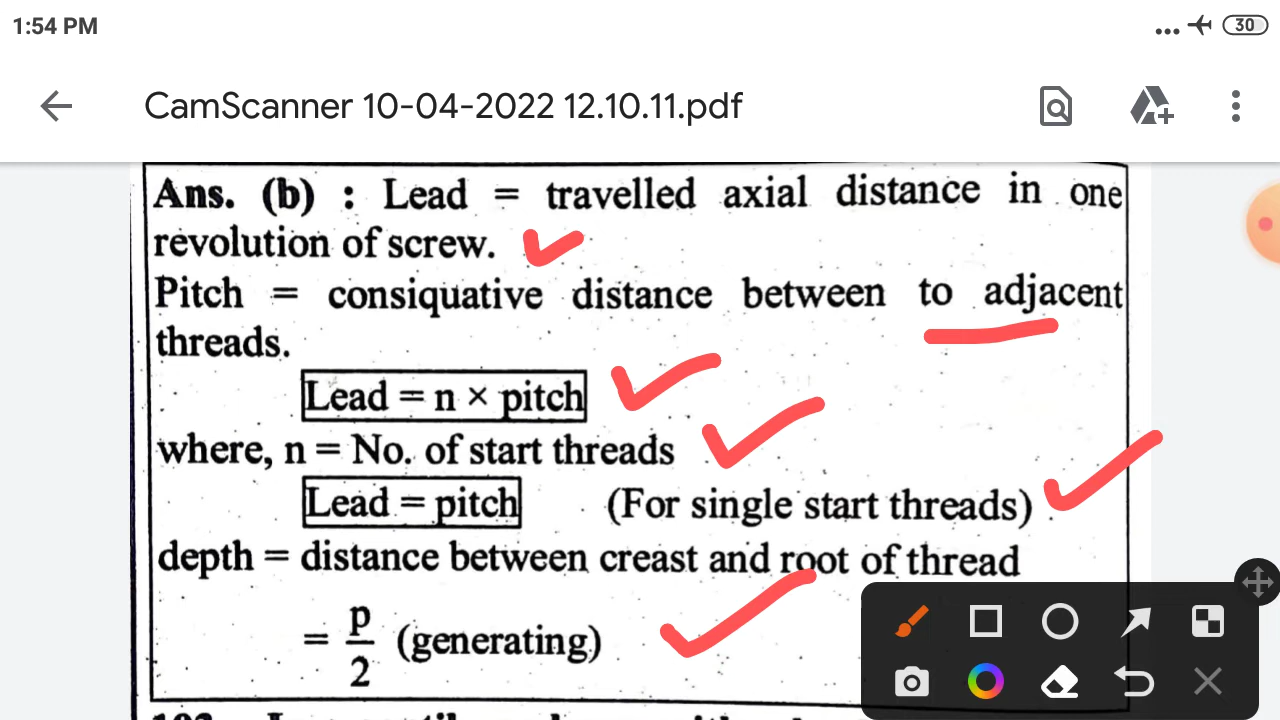 1:54 PM
30
CamScanner 10-04-2022 12.10.11.pdf
Ans. (b) : Lead = travelled axial distance in one
revolution of screw.
Pitch = consiquative distance between to adjacent
threads.
Lead = n × pitch
where, n = No. of start threads
Lead = pitch (For single start threads)
depth = distance between creast and root of thread
= p/2 (generating)